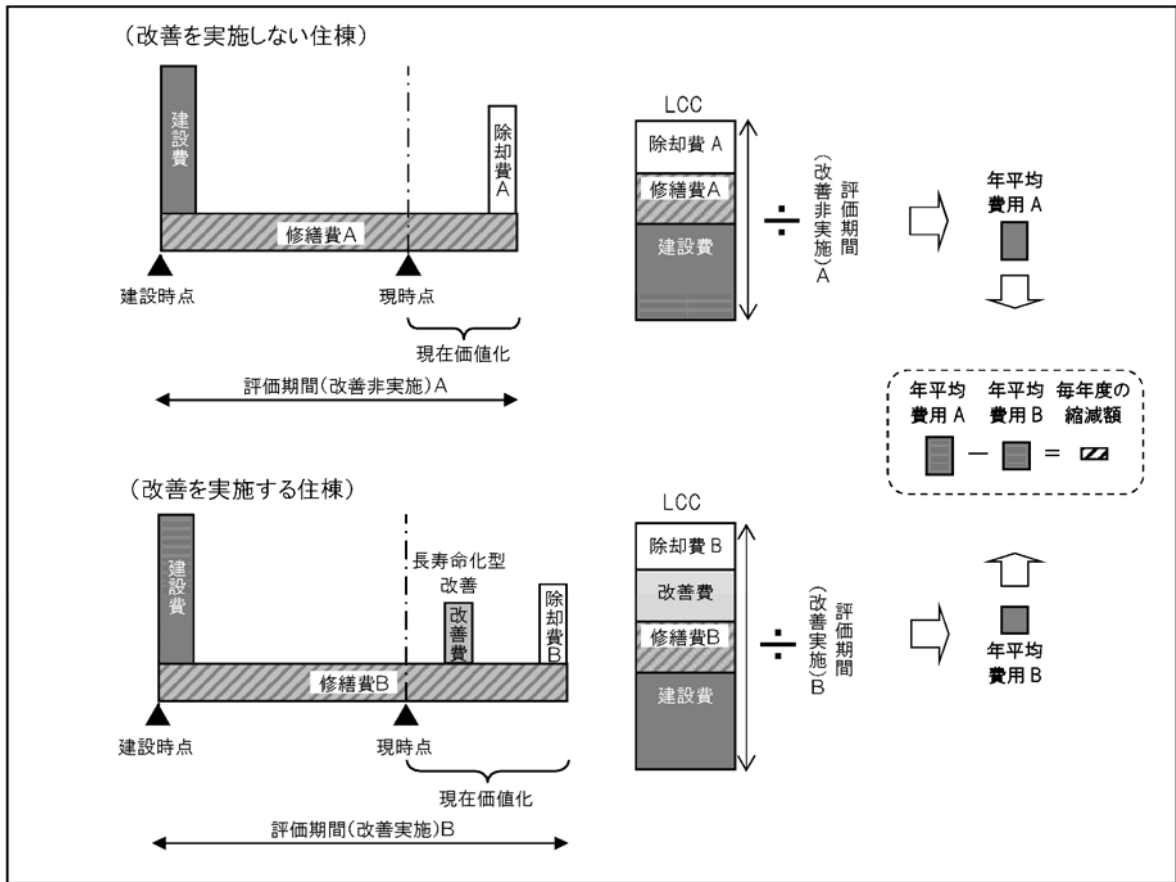 (改善を実施しない住棟)
建設費
除却費A
修繕費A
建設時点
現時点
現在価値化
評価期間(改善非実施)A
LCC
除却費A
修繕費A
建設費
÷
評価期間
(改善非実施)A
年平均
費用A
年平均
費用A
年平均
費用B
毎年度の
縮減額
－
＝
(改善を実施する住棟)
建設費
長寿命化型
改善
改善費
除却費B
修繕費B
建設時点
現時点
現在価値化
評価期間(改善実施)B
LCC
除却費B
改善費
修繕費B
建設費
÷
評価期間
(改善実施)B
年平均
費用B